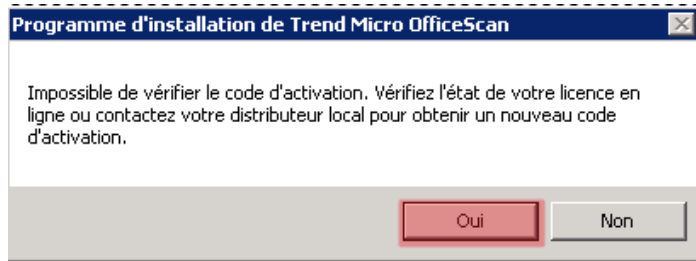 Programme d'installation de Trend Micro OfficeScan
Impossible de vérifier le code d'activation. Vérifiez l'état de votre licence en
ligne ou contactez votre distributeur local pour obtenir un nouveau code
d'activation.
Oui
Non